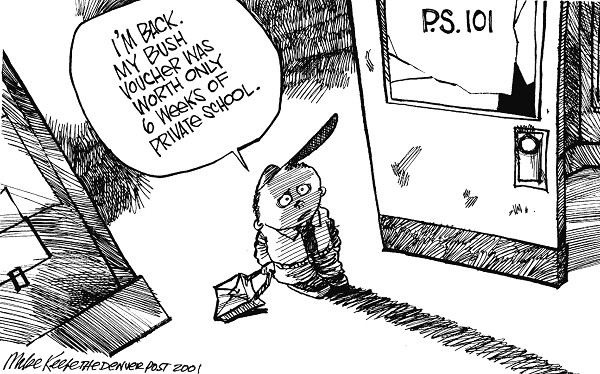 I'M BACK.
MY BUSH
VOUCHER WAS
WORTH ONLY
6 WEEKS OF
PRIVATE SCHOOL.
P.S. 101
Mike Keefe THE DENVER POST 2001